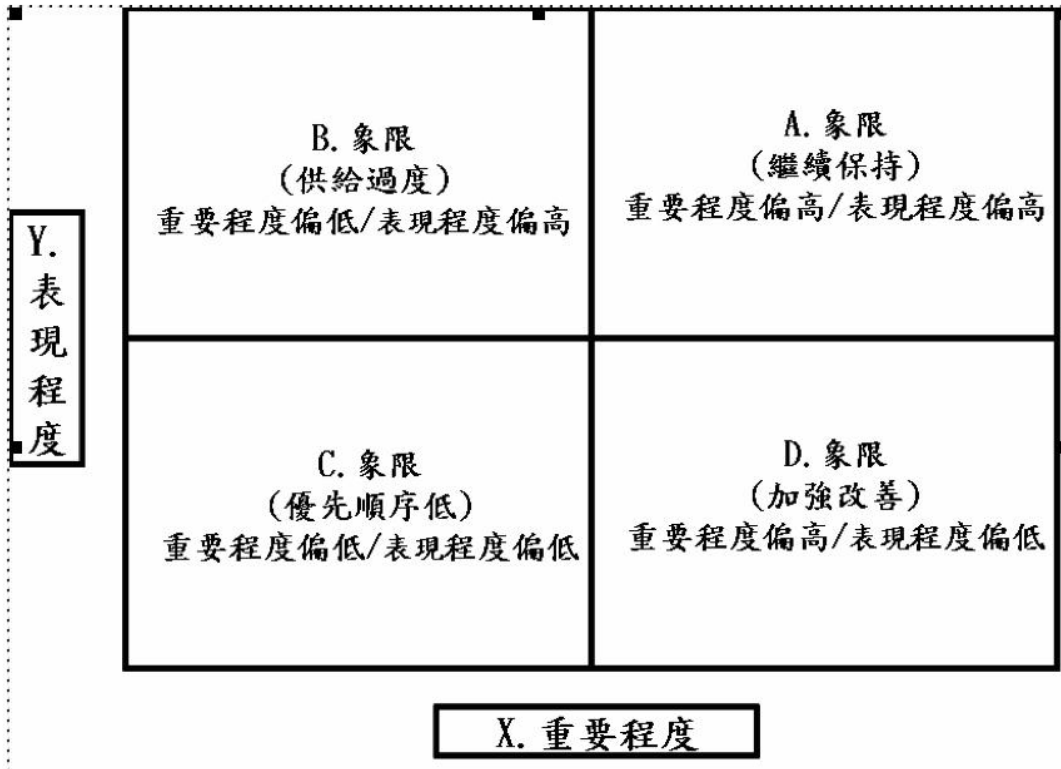 B.象限
(供給過度)
重要程度偏低/表現程度偏高
A.象限
(繼續保持)
重要程度偏高/表現程度偏高
Y.
表
現
程
度
C.象限
(優先順序低)
重要程度偏低/表現程度偏低
D.象限
(加強改善)
重要程度偏高/表現程度偏低
X.重要程度